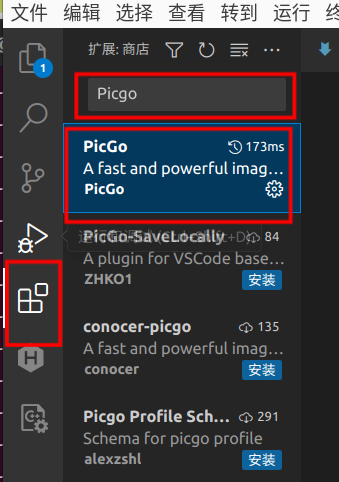 文件 编辑 选择 查看 转到 运行
扩展: 商店
1
Picgo
PicGo 173ms
A fast and powerful imag...
PicGo
PicGo-SaveLocally 84
A plugin for VSCode base...
ZHKO1 安装
conocer-picgo 135
A fast and powerful imag...
conocer 安装
Picgo Profile Sch... 291
Schema for picgo profile
alexzshl 安装